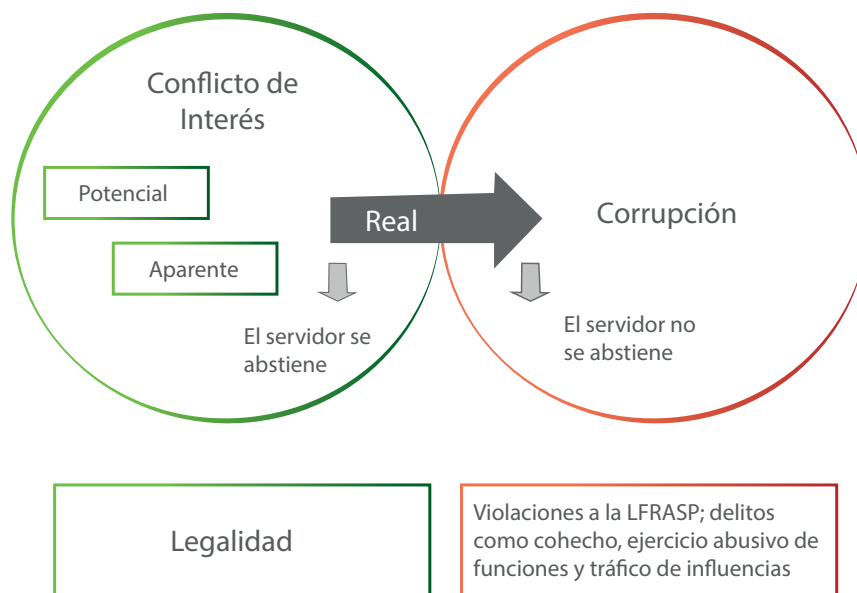 Conflicto de
Interés
Potencial
Aparente
Real
Corrupción
El servidor se
abstiene
El servidor no
se abstiene
Legalidad
Violaciones a la LFRASP; delitos
como cohecho, ejercicio abusivo de
funciones y tráfico de influencias